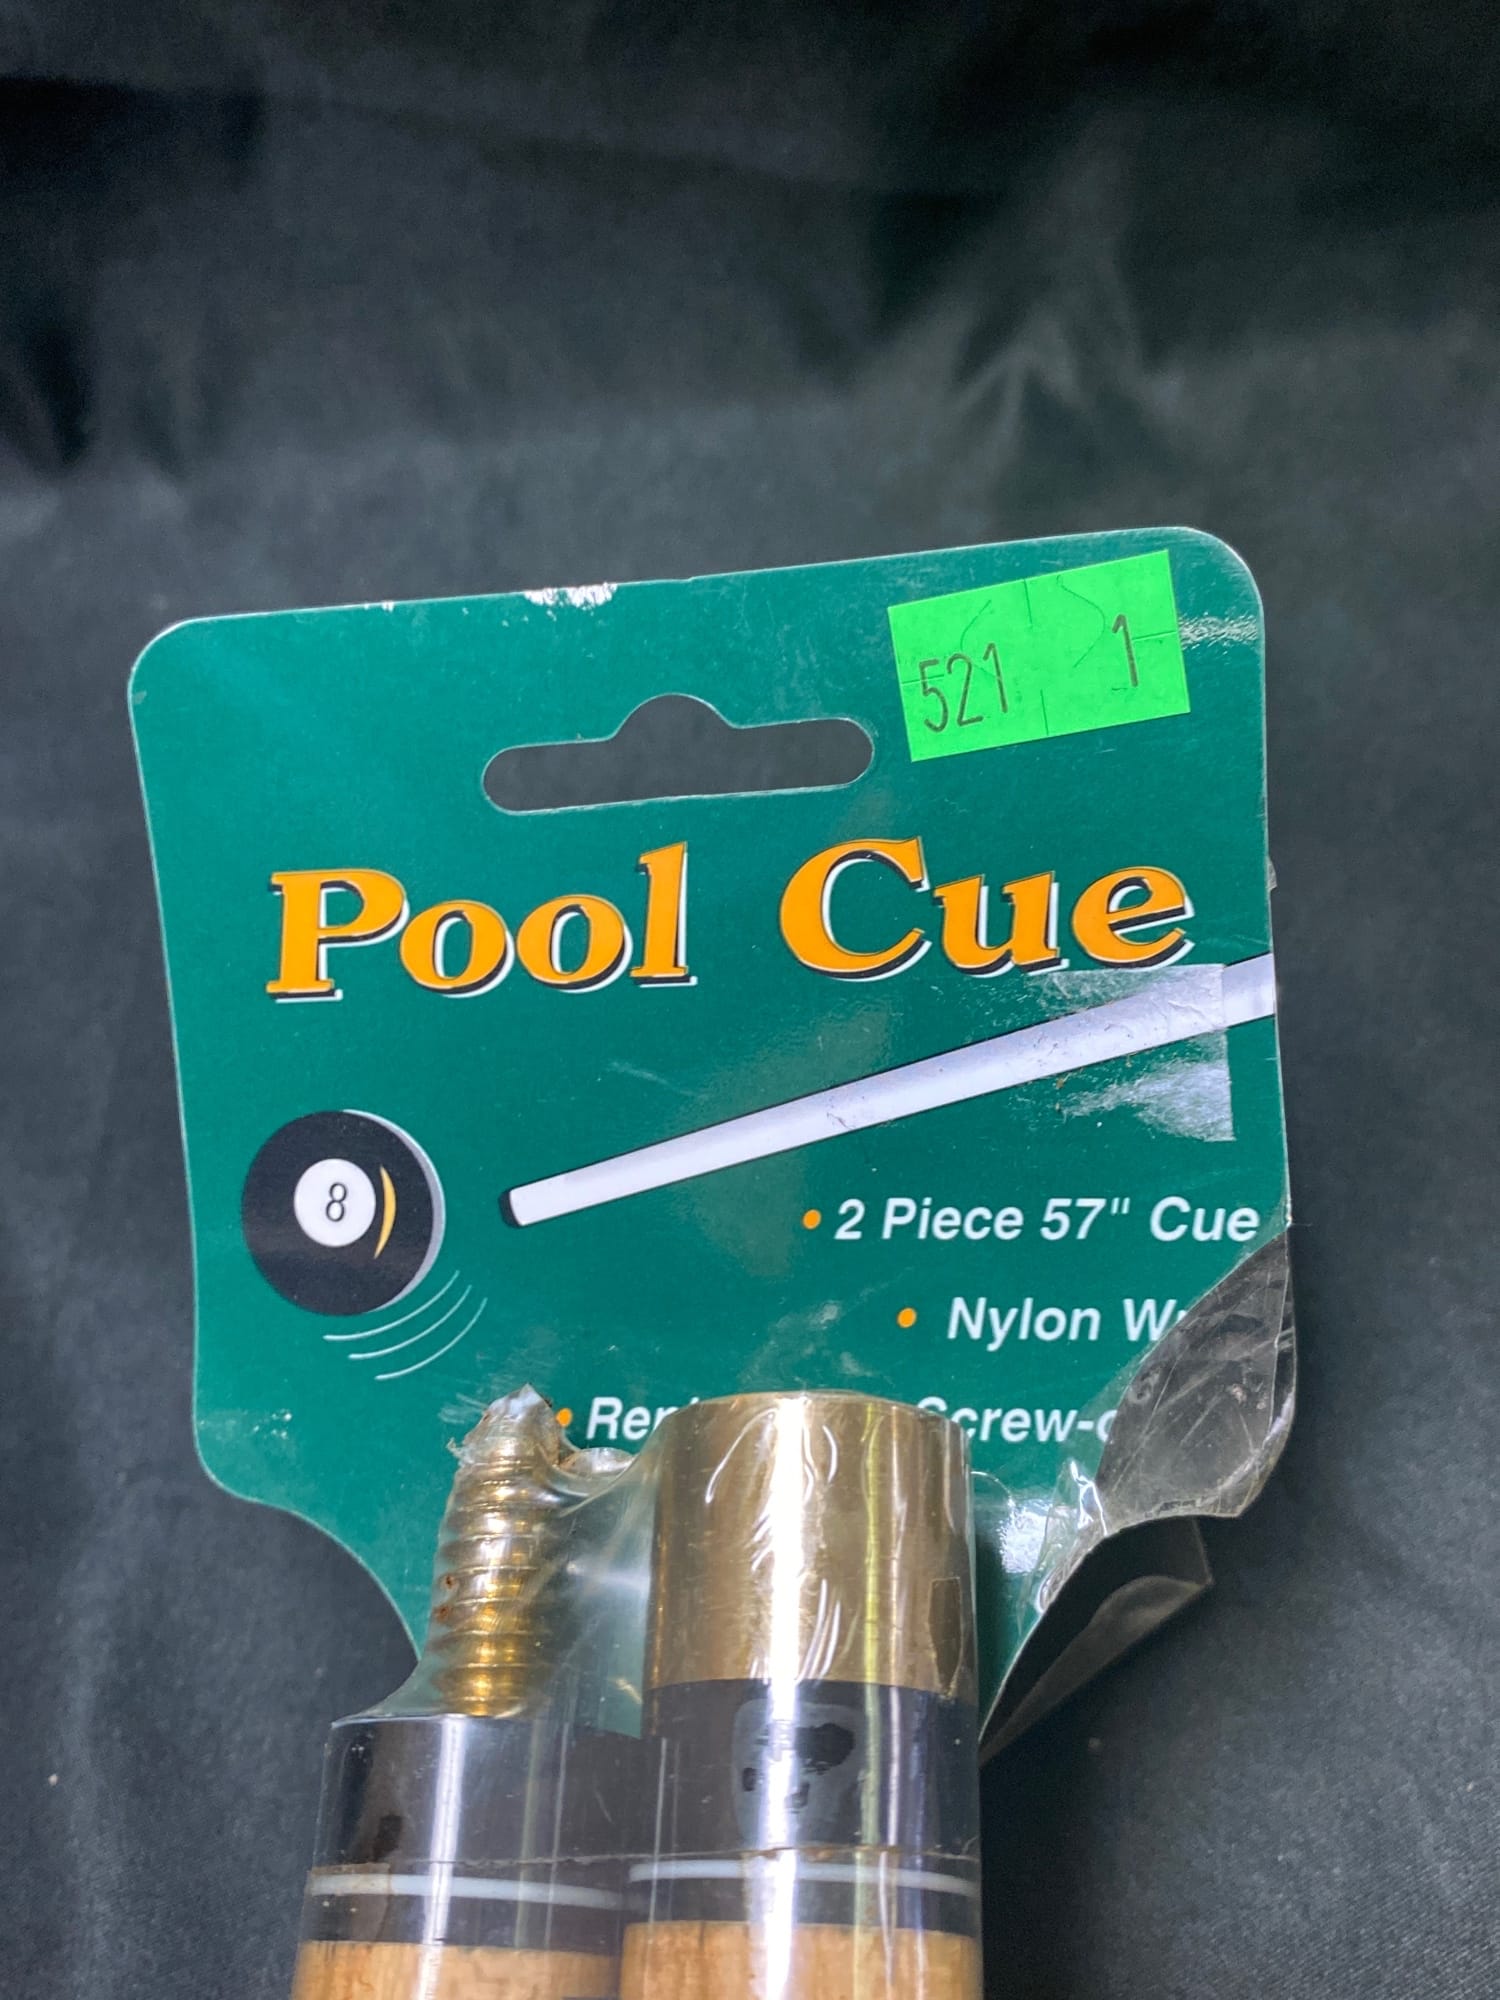 521 1
Pool Cue
8
• 2 Piece 57" Cue
• Nylon
•